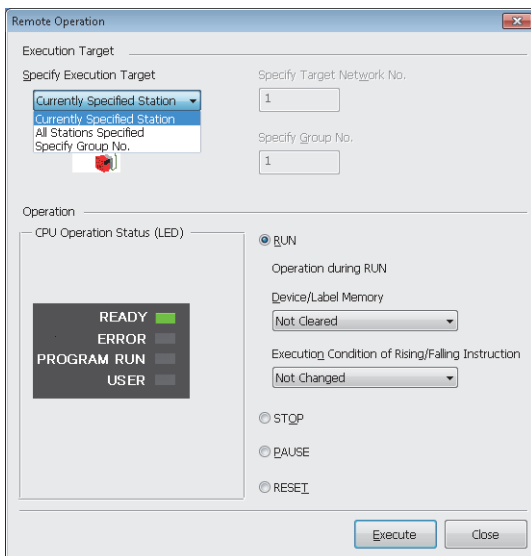 Remote Operation
Execution Target
Specify Execution Target
Currently Specified Station
Currently Specified Station
All Stations Specified
Specify Group No.
Specify Target Network No.
1
Specify Group No.
1
Operation
CPU Operation Status (LED)
READY
ERROR
PROGRAM RUN
USER
RUN
Operation during RUN
Device/Label Memory
Not Cleared
Execution Condition of Rising/Falling Instruction
Not Changed
STOP
PAUSE
RESET
Execute
Close